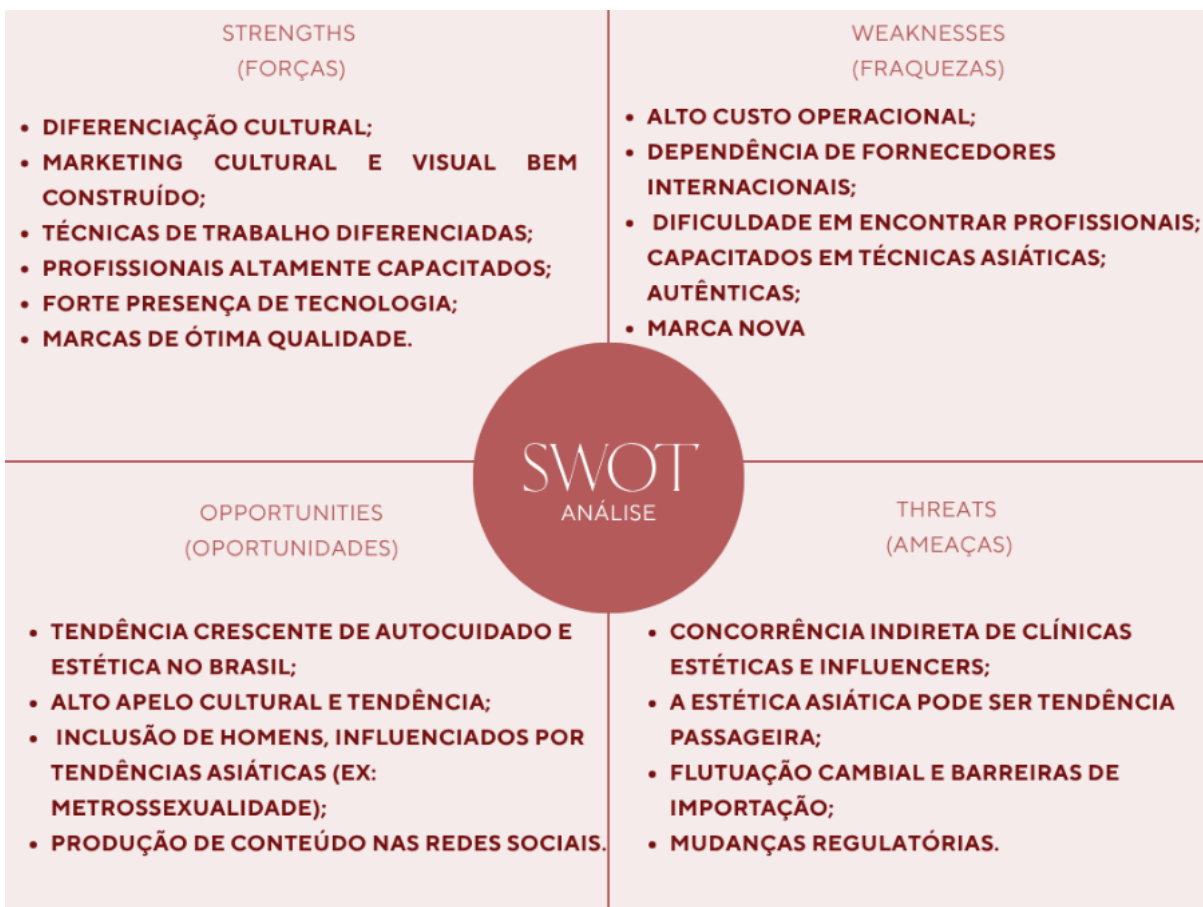 STRENGTHS
(FORÇAS)
• DIFERENCIAÇÃO CULTURAL;
• MARKETING CULTURAL E VISUAL BEM
CONSTRUÍDO;
• TÉCNICAS DE TRABALHO DIFERENCIADAS;
• PROFISSIONAIS ALTAMENTE CAPACITADOS;
• FORTE PRESENÇA DE TECNOLOGIA;
• MARCAS DE ÓTIMA QUALIDADE.
WEAKNESSES
(FRAQUEZAS)
• ALTO CUSTO OPERACIONAL;
• DEPENDÊNCIA DE FORNECEDORES
INTERNACIONAIS;
• DIFICULDADE EM ENCONTRAR PROFISSIONAIS;
CAPACITADOS EM TÉCNICAS ASIÁTICAS;
AUTÊNTICAS;
• MARCA NOVA
SWOT
ANÁLISE
OPPORTUNITIES
(OPORTUNIDADES)
• TENDÊNCIA CRESCENTE DE AUTOCUIDADO E
ESTÉTICA NO BRASIL;
• ALTO APELO CULTURAL E TENDÊNCIA;
• INCLUSÃO DE HOMENS, INFLUENCIADOS POR
TENDÊNCIAS ASIÁTICAS (EX:
METROSSEXUALIDADE);
• PRODUÇÃO DE CONTEÚDO NAS REDES SOCIAIS.
THREATS
(AMEAÇAS)
• CONCORRÊNCIA INDIRETA DE CLÍNICAS
ESTÉTICAS E INFLUENCERS;
• A ESTÉTICA ASIÁTICA PODE SER TENDÊNCIA
PASSAGEIRA;
• FLUTUAÇÃO CAMBIAL E BARREIRAS DE
IMPORTAÇÃO;
• MUDANÇAS REGULATÓRIAS.